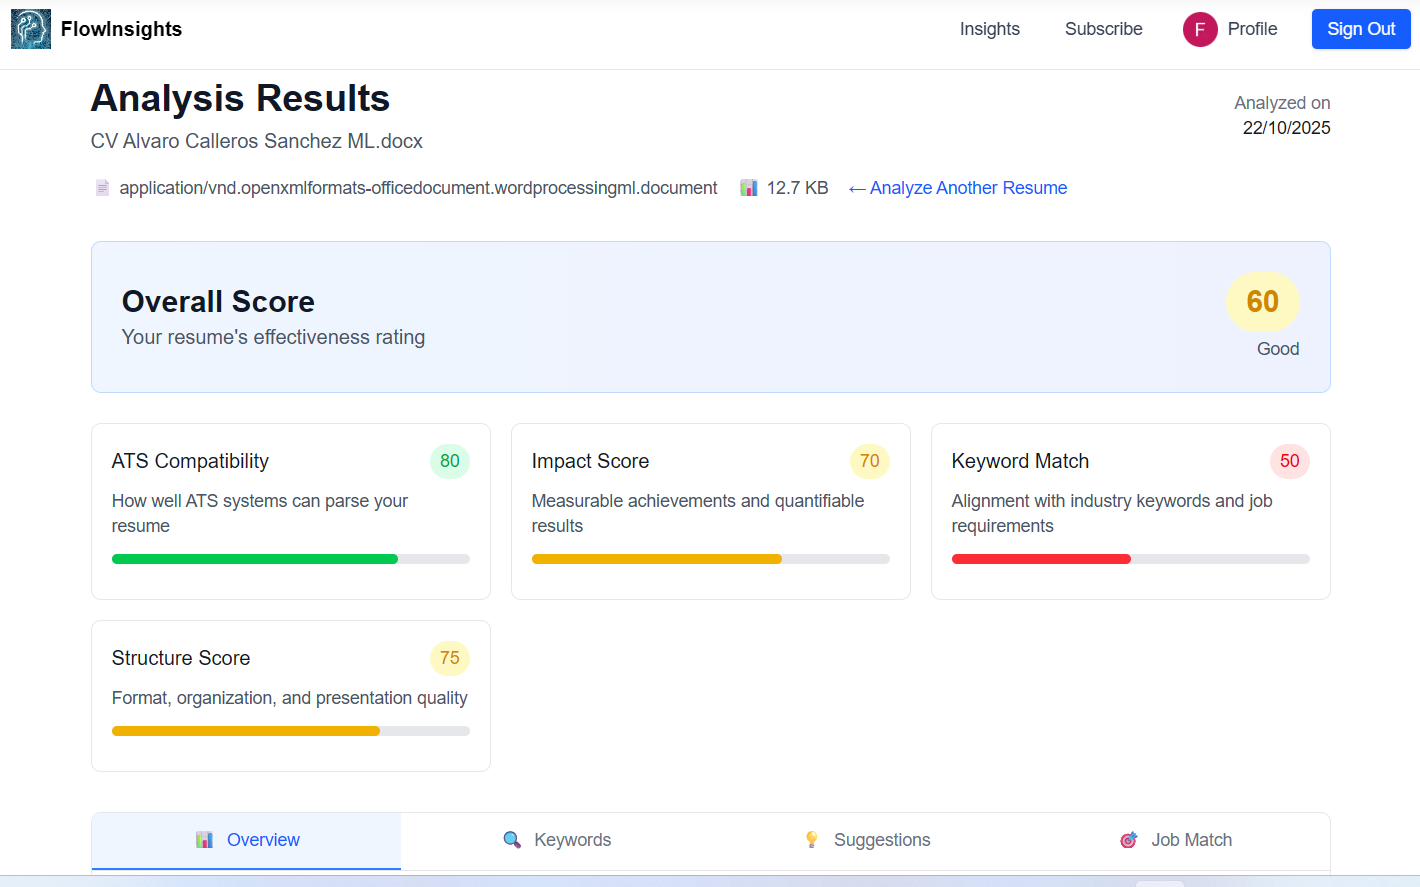 FlowInsights
Insights
Subscribe
F
Profile
Sign Out
Analysis Results
CV Alvaro Calleros Sanchez ML.docx
Analyzed on
22/10/2025
application/vnd.openxmlformats-officedocument.wordprocessingml.document
12.7 KB
← Analyze Another Resume
Overall Score
Your resume's effectiveness rating
60
Good
ATS Compatibility
80
How well ATS systems can parse your
resume
Impact Score
70
Measurable achievements and quantifiable
results
Keyword Match
50
Alignment with industry keywords and job
requirements
Structure Score
75
Format, organization, and presentation quality
Overview
Keywords
Suggestions
Job Match